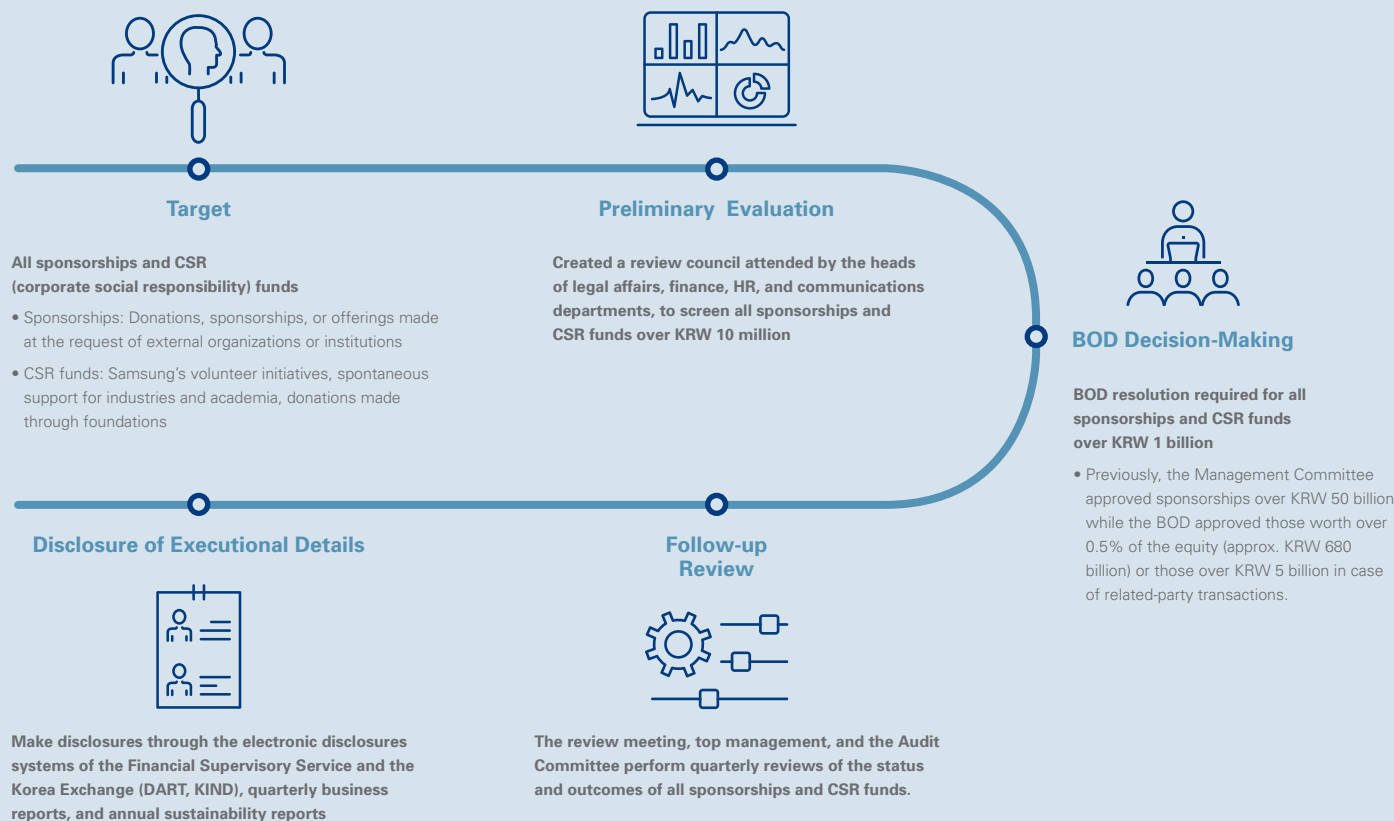 Target
All sponsorships and CSR
(corporate social responsibility) funds
• Sponsorships: Donations, sponsorships, or offerings made
at the request of external organizations or institutions
• CSR funds: Samsung's volunteer initiatives, spontaneous
support for industries and academia, donations made
through foundations
Preliminary Evaluation
Created a review council attended by the heads
of legal affairs, finance, HR, and communications
departments, to screen all sponsorships and
CSR funds over KRW 10 million
BOD Decision-Making
BOD resolution required for all
sponsorships and CSR funds
over KRW 1 billion
• Previously, the Management Committee
approved sponsorships over KRW 50 billion
while the BOD approved those worth over
0.5% of the equity (approx. KRW 680
billion) or those over KRW 5 billion in case
of related-party transactions.
Follow-up
Review
The review meeting, top management, and the Audit
Committee perform quarterly reviews of the status
and outcomes of all sponsorships and CSR funds.
Disclosure of Executional Details
Make disclosures through the electronic disclosures
systems of the Financial Supervisory Service and the
Korea Exchange (DART, KIND), quarterly business
reports, and annual sustainability reports